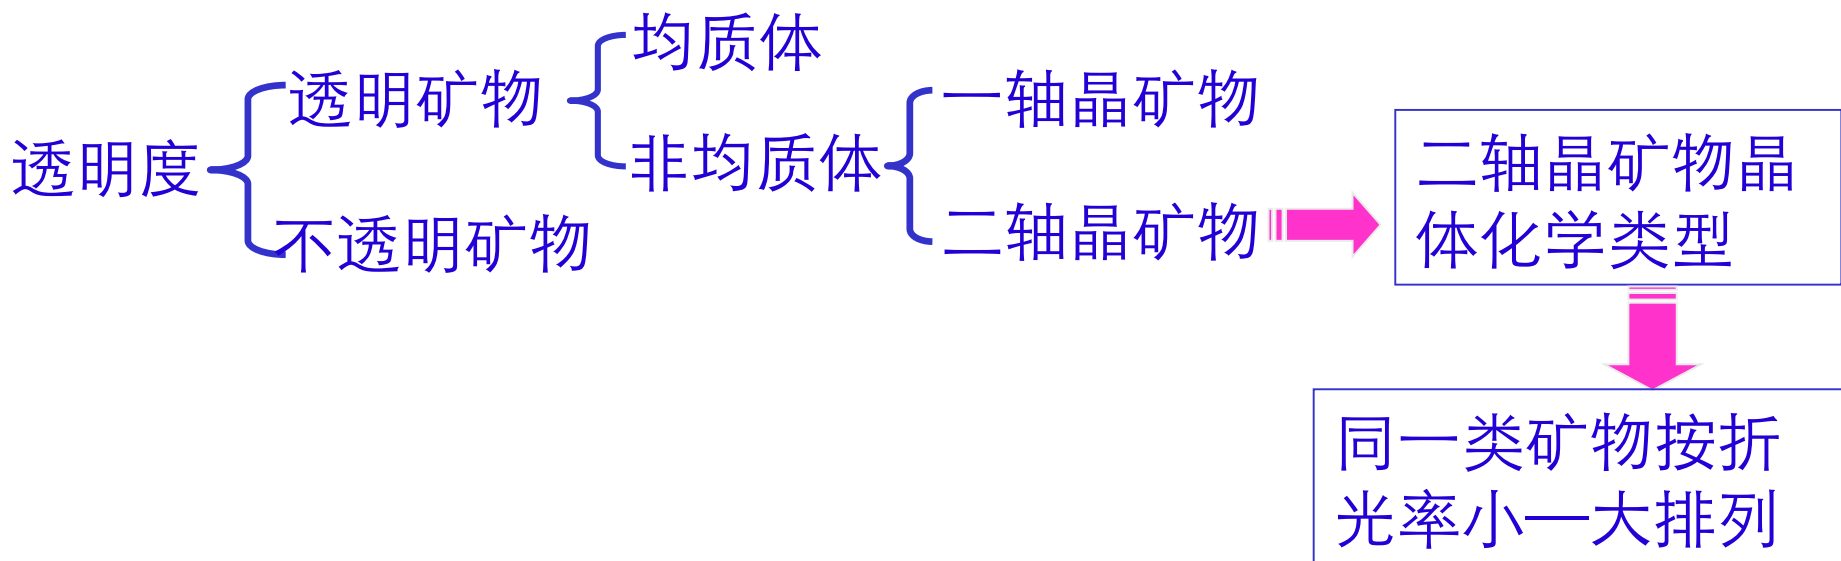 透明度
透明矿物
不透明矿物
均质体
非均质体
一轴晶矿物
二轴晶矿物
二轴晶矿物晶
体化学类型
同一类矿物按折
光率小—大排列